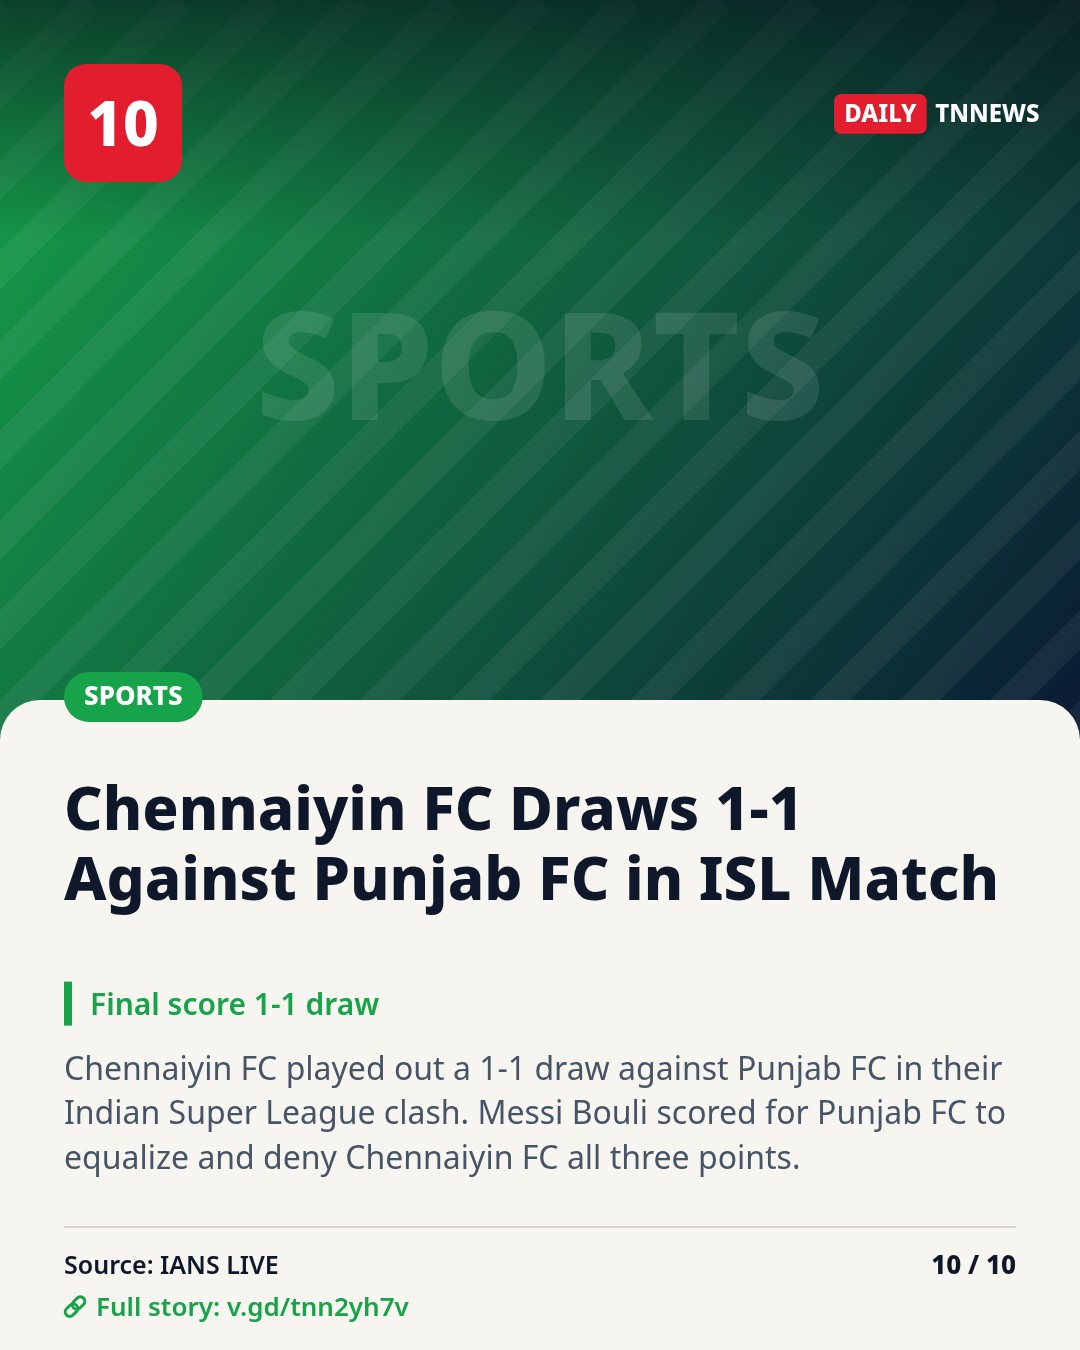 10
DAILY TNNEWS
SPORTS
SPORTS
Chennaiyin FC Draws 1-1
Against Punjab FC in ISL Match
Final score 1-1 draw
Chennaiyin FC played out a 1-1 draw against Punjab FC in their
Indian Super League clash. Messi Bouli scored for Punjab FC to
equalize and deny Chennaiyin FC all three points.
Source: IANS LIVE
10 / 10
Full story: v.gd/tnn2yh7v